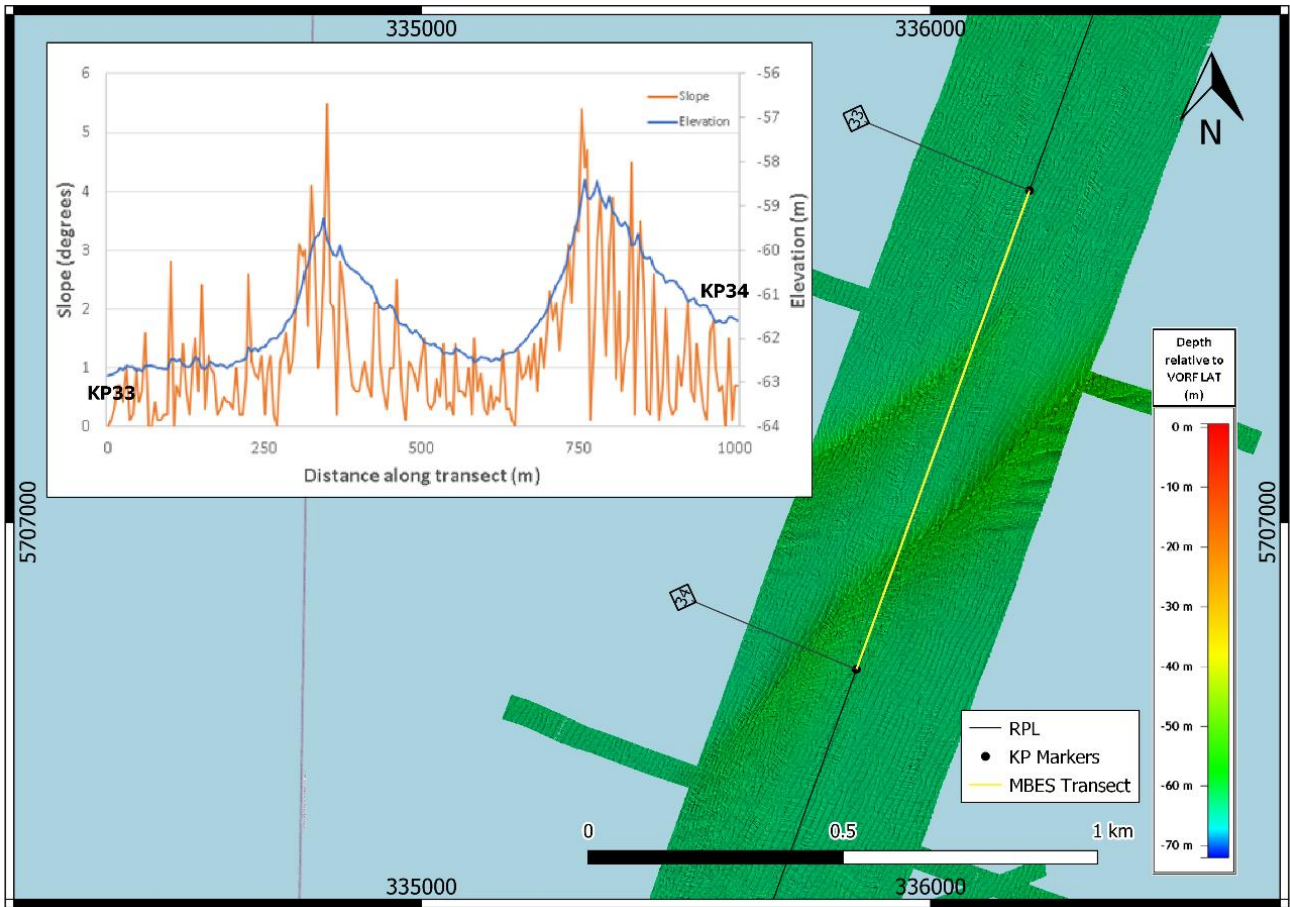 335000
336000
6
5
4
3
2
1
0
Slope (degrees)
-56
-57
-58
-59
-60
-61
-62
-63
-64
Elevation (m)
Slope
Elevation
KP33
KP34
0
250
500
750
1000
Distance along transect (m)
33
34
N
5707000
5707000
Depth
relative to
VORF LAT
(m)
0 m
-10 m
-20 m
-30 m
-40 m
-50 m
-60 m
-70 m
RPL
KP Markers
MBES Transect
0
0.5
1 km
335000
336000